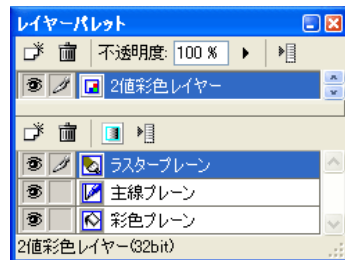 レイヤーパレット
不透明度: 100 %
2値彩色レイヤー
ラスタープレーン
主線プレーン
彩色プレーン
2値彩色レイヤー(32bit)